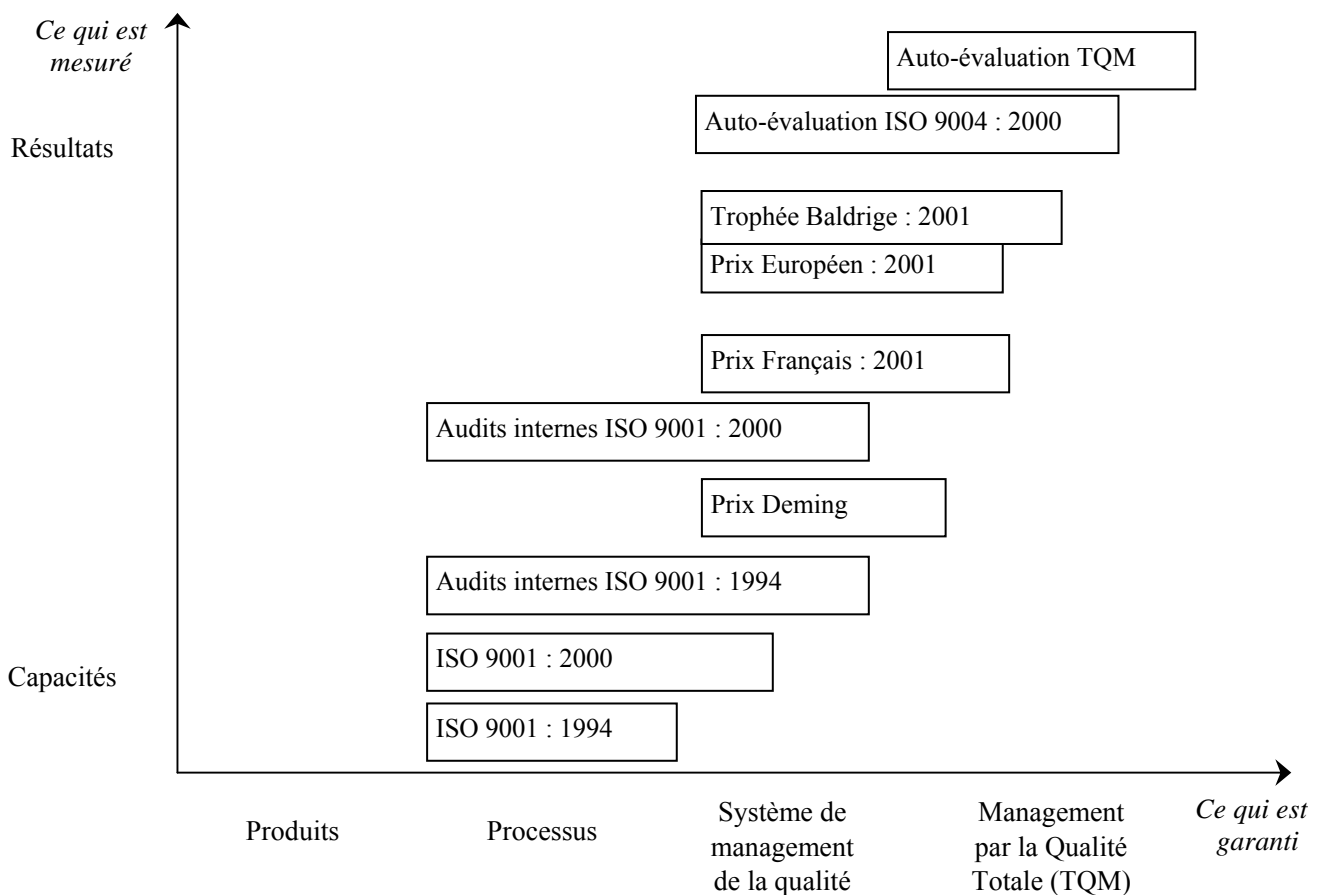 Ce qui est
mesuré
Auto-évaluation TQM
Auto-évaluation ISO 9004 : 2000
Résultats
Trophée Baldrige : 2001
Prix Européen : 2001
Prix Français : 2001
Audits internes ISO 9001 : 2000
Prix Deming
Audits internes ISO 9001 : 1994
ISO 9001 : 2000
Capacités
ISO 9001 : 1994
Produits
Processus
Système de
management
de la qualité
Management
par la Qualité
Totale (TQM)
Ce qui est
garanti